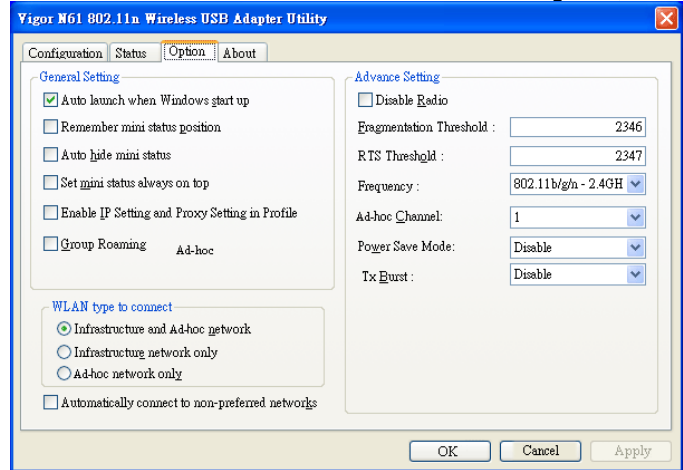 Vigor N61 802.11n Wireless USB Adapter Utility
Configuration Status Option About
General Setting
Auto launch when Windows start up
Remember mini status position
Auto hide mini status
Set mini status always on top
Enable IP Setting and Proxy Setting in Profile
Group Roaming Ad-hoc
WLAN type to connect
Infrastructure and Ad-hoc network
Infrastructure network only
Ad-hoc network only
Automatically connect to non-preferred networks
Advance Setting
Disable Radio
Fragmentation Threshold : 2346
RTS Threshold : 2347
Frequency : 802.11b/g/n - 2.4GH
Ad-hoc Channel: 1
Power Save Mode: Disable
Tx Burst : Disable
OK Cancel Apply